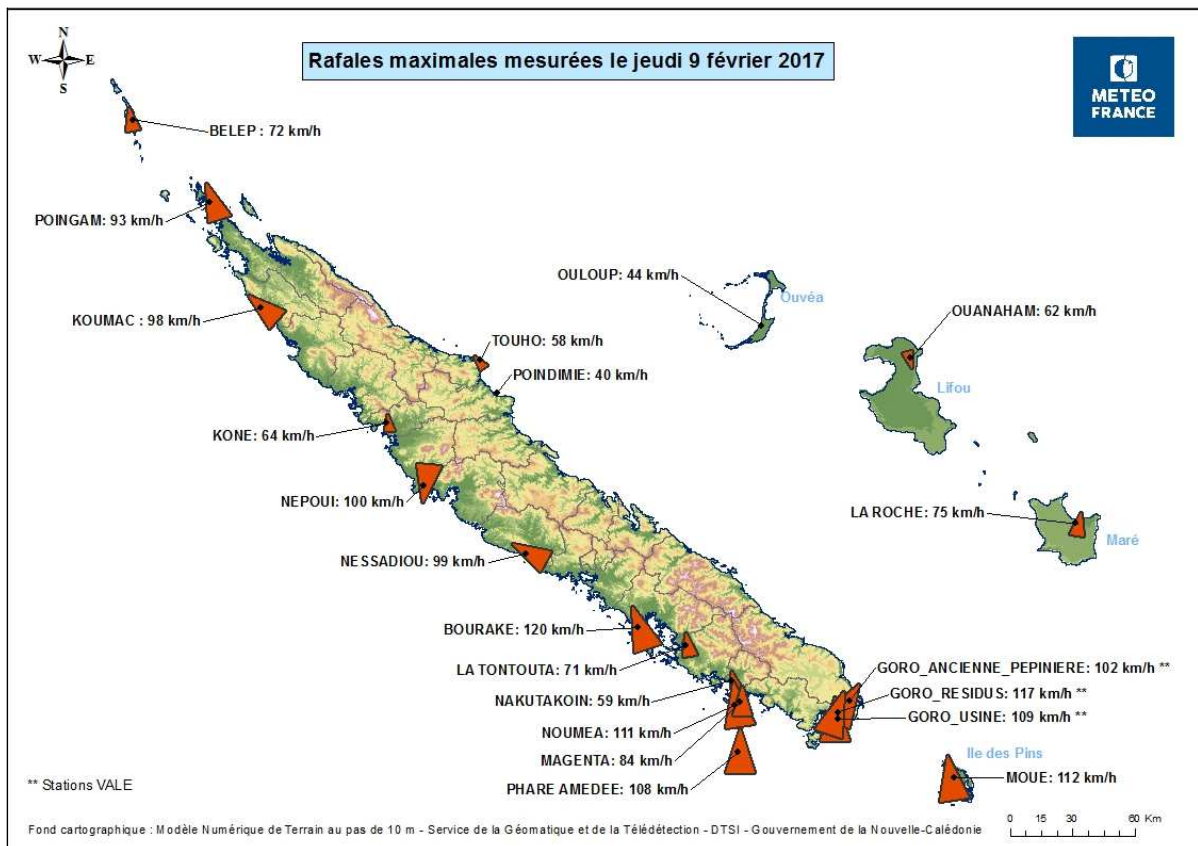 N
W E
S
Rafales maximales mesurées le jeudi 9 février 2017
METEO
FRANCE
BELEP : 72 km/h
POINGAM: 93 km/h
OULOUP: 44 km/h
Ouvéa
OUANAHAM: 62 km/h
KOUMAC : 98 km/h
TOUHO: 58 km/h
POINDIMIE: 40 km/h
Lifou
KONE: 64 km/h
NEPOUI: 100 km/h
LA ROCHE: 75 km/h
Maré
NESSADIOU: 99 km/h
BOURAKE: 120 km/h
LA TONTOUTA: 71 km/h
GORO_ANCIENNE_PEPINIERE: 102 km/h **
GORO_RESIDUS: 117 km/h **
NAKUTAKOIN: 59 km/h
GORO_USINE: 109 km/h **
NOUMEA: 111 km/h
Ile des Pins
MAGENTA: 84 km/h
MOUE: 112 km/h
** Stations VALE
PHARE AMEDEE: 108 km/h
Fond cartographique : Modèle Numérique de Terrain au pas de 10 m - Service de la Géomatique et de la Télédétection - DTSI - Gouvernement de la Nouvelle-Calédonie
0 15 30 60 Km